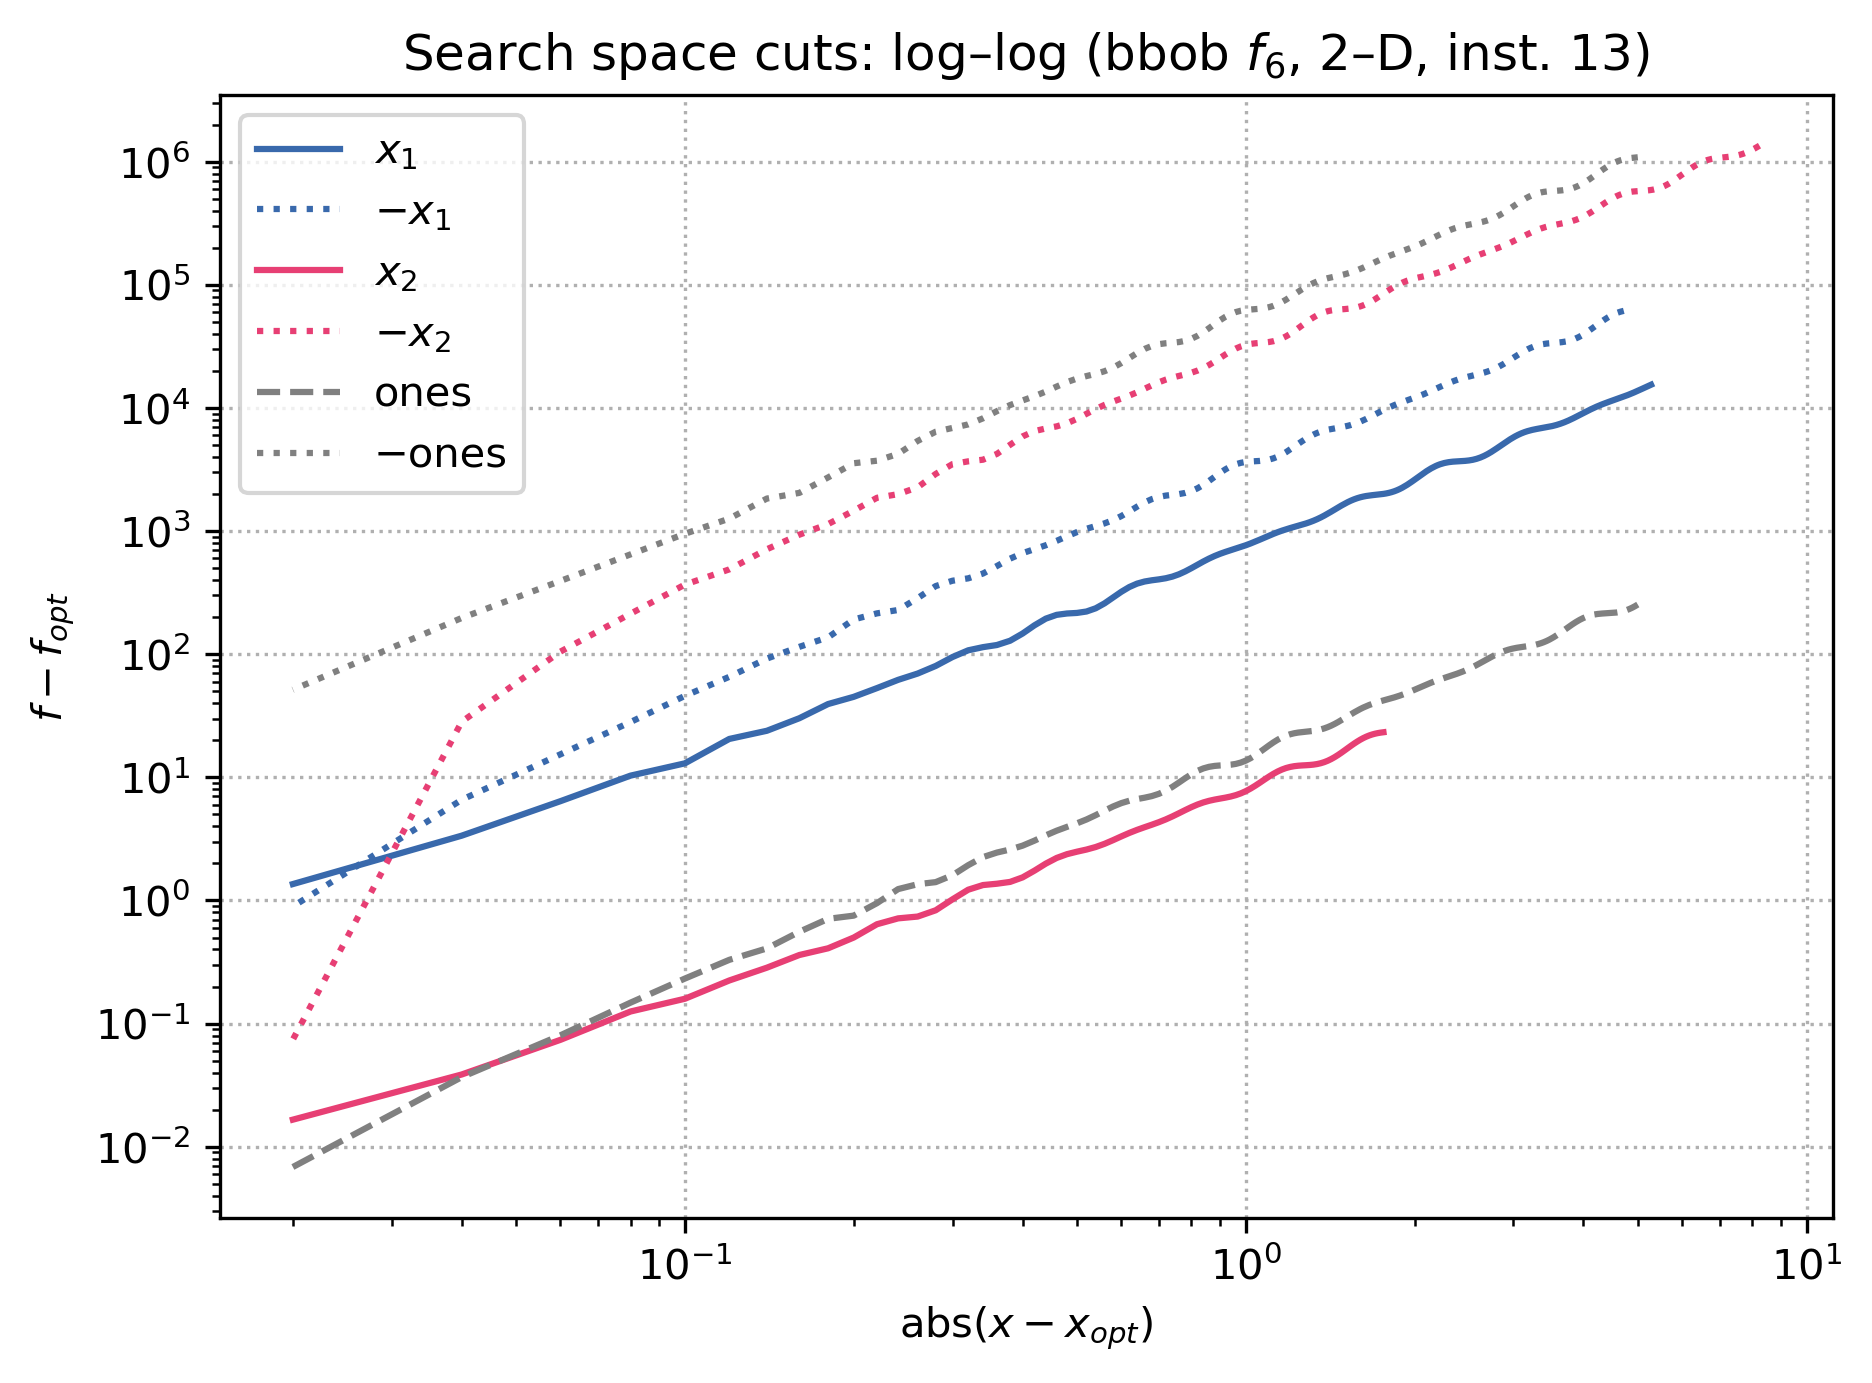 Search space cuts: log–log (bbob f₆, 2–D, inst. 13)
x₁
−x₁
x₂
−x₂
ones
−ones
10⁶
10⁵
10⁴
10³
10²
10¹
10⁰
10⁻¹
10⁻²
f − f_opt
10⁻¹ 10⁰ 10¹
abs(x − x_opt)